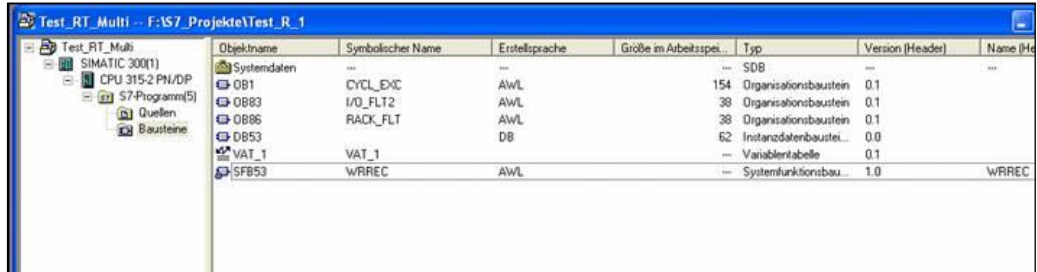 Test_RT_Multi -- F:\S7_Projekte\Test_R_1
Test_RT_Multi
SIMATIC 300(1)
CPU 315-2 PN/DP
S7-Programm(5)
Quellen
Bausteine
Objektname Symbolischer Name Erstellsprache Größe im Arbeitsspei... Typ Version (Header) Name (He
Systemdaten --- --- --- SDB --- ---
OB1 CYCL_EXC AWL 154 Organisationsbaustein 0.1
OB83 I/O_FLT2 AWL 38 Organisationsbaustein 0.1
OB86 RACK_FLT AWL 38 Organisationsbaustein 0.1
DB53 DB 62 Instanzdatenbaustei... 0.0
VAT_1 VAT_1 --- Variablentabelle 0.1
SFB53 WRREC AWL --- Systemfunktionsbau... 1.0 WRREC